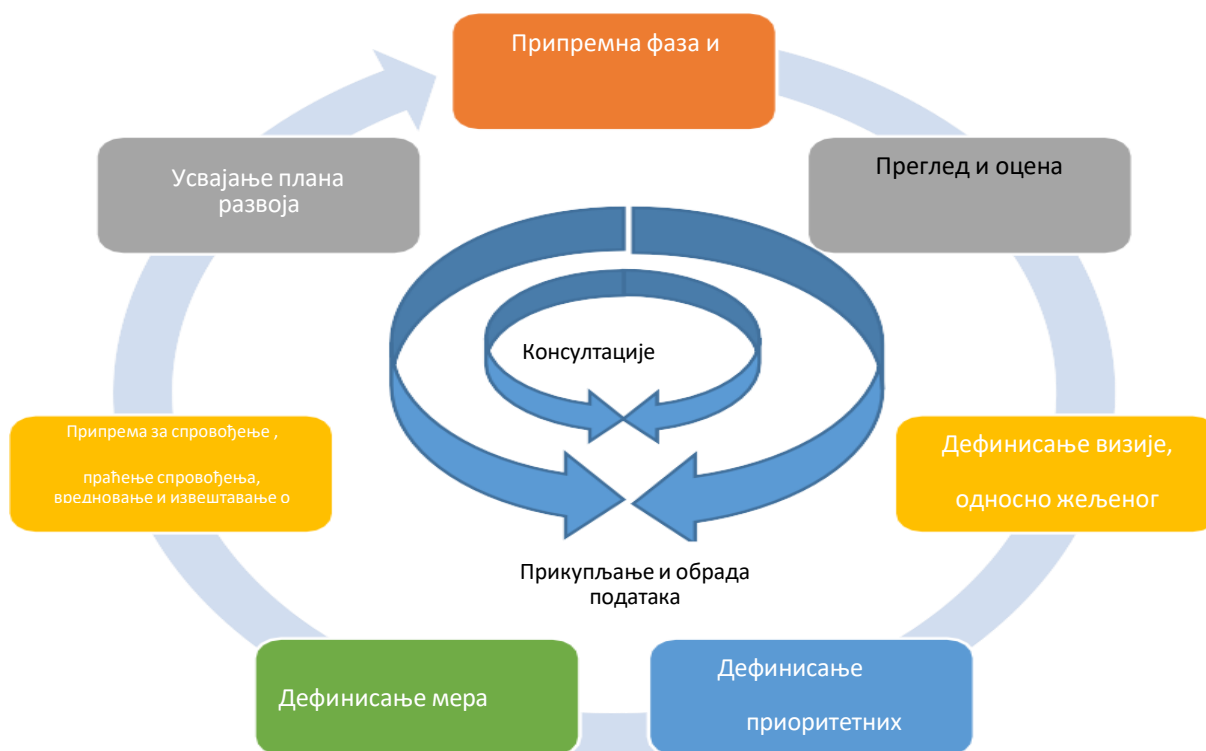 Припремна фаза и
Преглед и оцена
Дефинисање визије,
односно жељеног
Дефинисање
приоритетних
Дефинисање мера
Припрема за спровођење ,
праћење спровођења,
вредновање и извештавање о
Усвајање плана
развоја
Консултације
Прикупљање и обрада
података